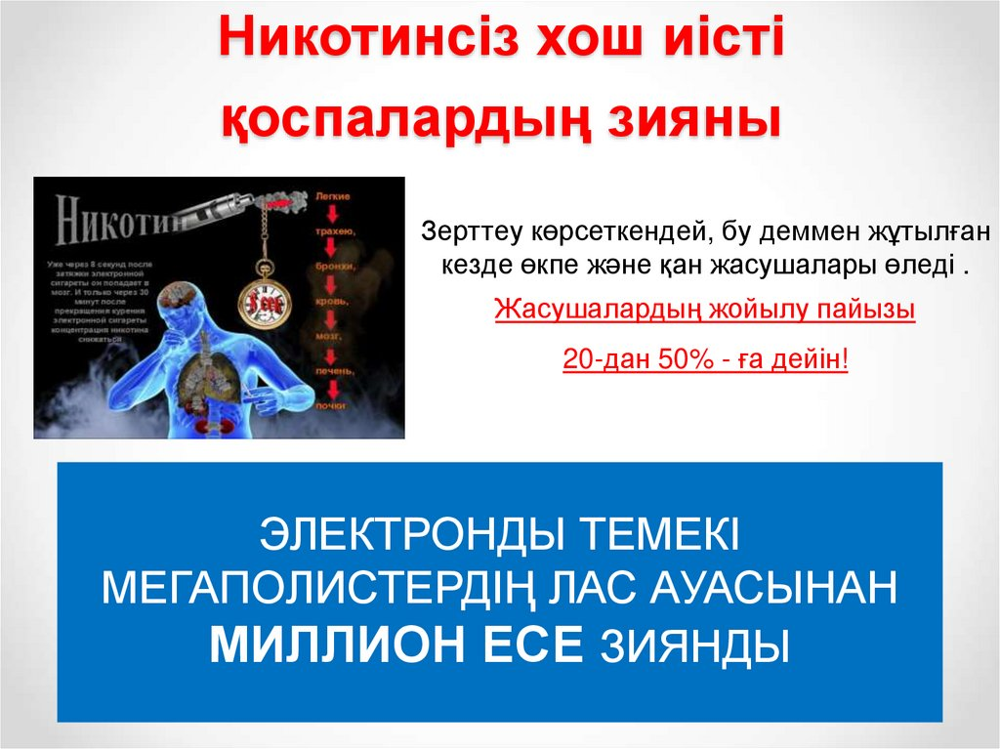 Никотинсіз хош иісті
қоспалардың зияны
Никотин
Уже через 8 секунд после
затяжки электронной
сигареты он попадает в
мозг. И только через 30
минут после
прекращения курения
электронной сигареты
концентрация никотина
снижаться
8 сек
Легкие
трахею,
бронхи,
кровь,
мозг,
печень,
почки
Зерттеу көрсеткендей, бу деммен жұтылған
кезде өкпе және қан жасушалары өледі .
Жасушалардың жойылу пайызы
20-дан 50% - ға дейін!
ЭЛЕКТРОНДЫ ТЕМЕКІ
МЕГАПОЛИСТЕРДІҢ ЛАС АУАСЫНАН
МИЛЛИОН ЕСЕ ЗИЯНДЫ